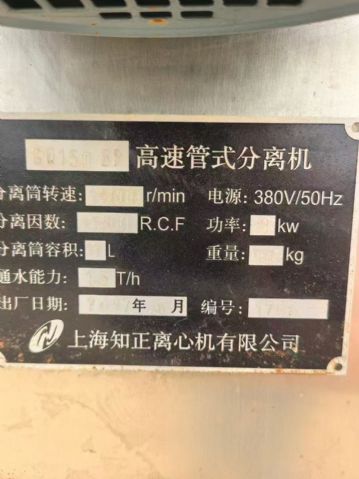 高速管式分离机
分离筒转速: r/min 电源: 380V/50Hz
分离因数: R.C.F 功率: kw
分离筒容积: L 重量: kg
通水能力: T/h
出厂日期: 年 月 编号:
上海知正离心机有限公司